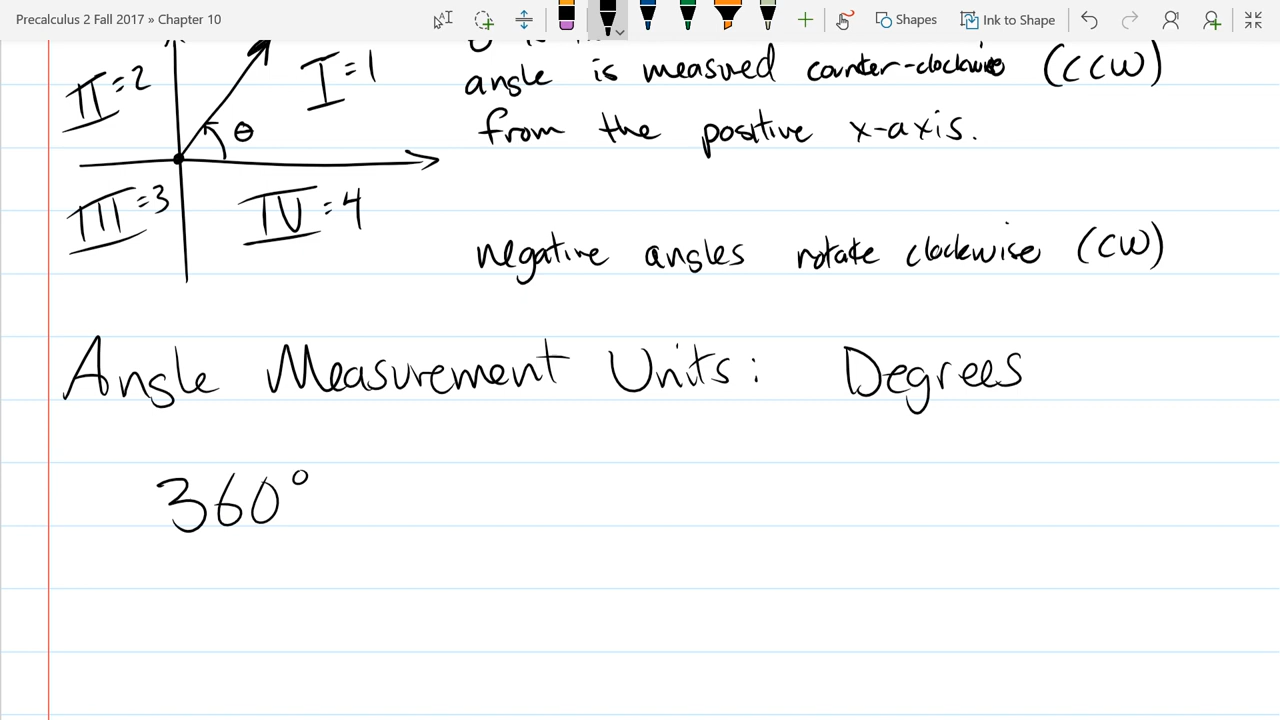 Precalculus 2 Fall 2017 » Chapter 10
Shapes
Ink to Shape
II=2
I=1
θ
III=3
IV=4
angle is measured counter-clockwise (CCW)
from the positive x-axis.
negative angles rotate clockwise (CW)
Angle Measurement Units: Degrees
360°